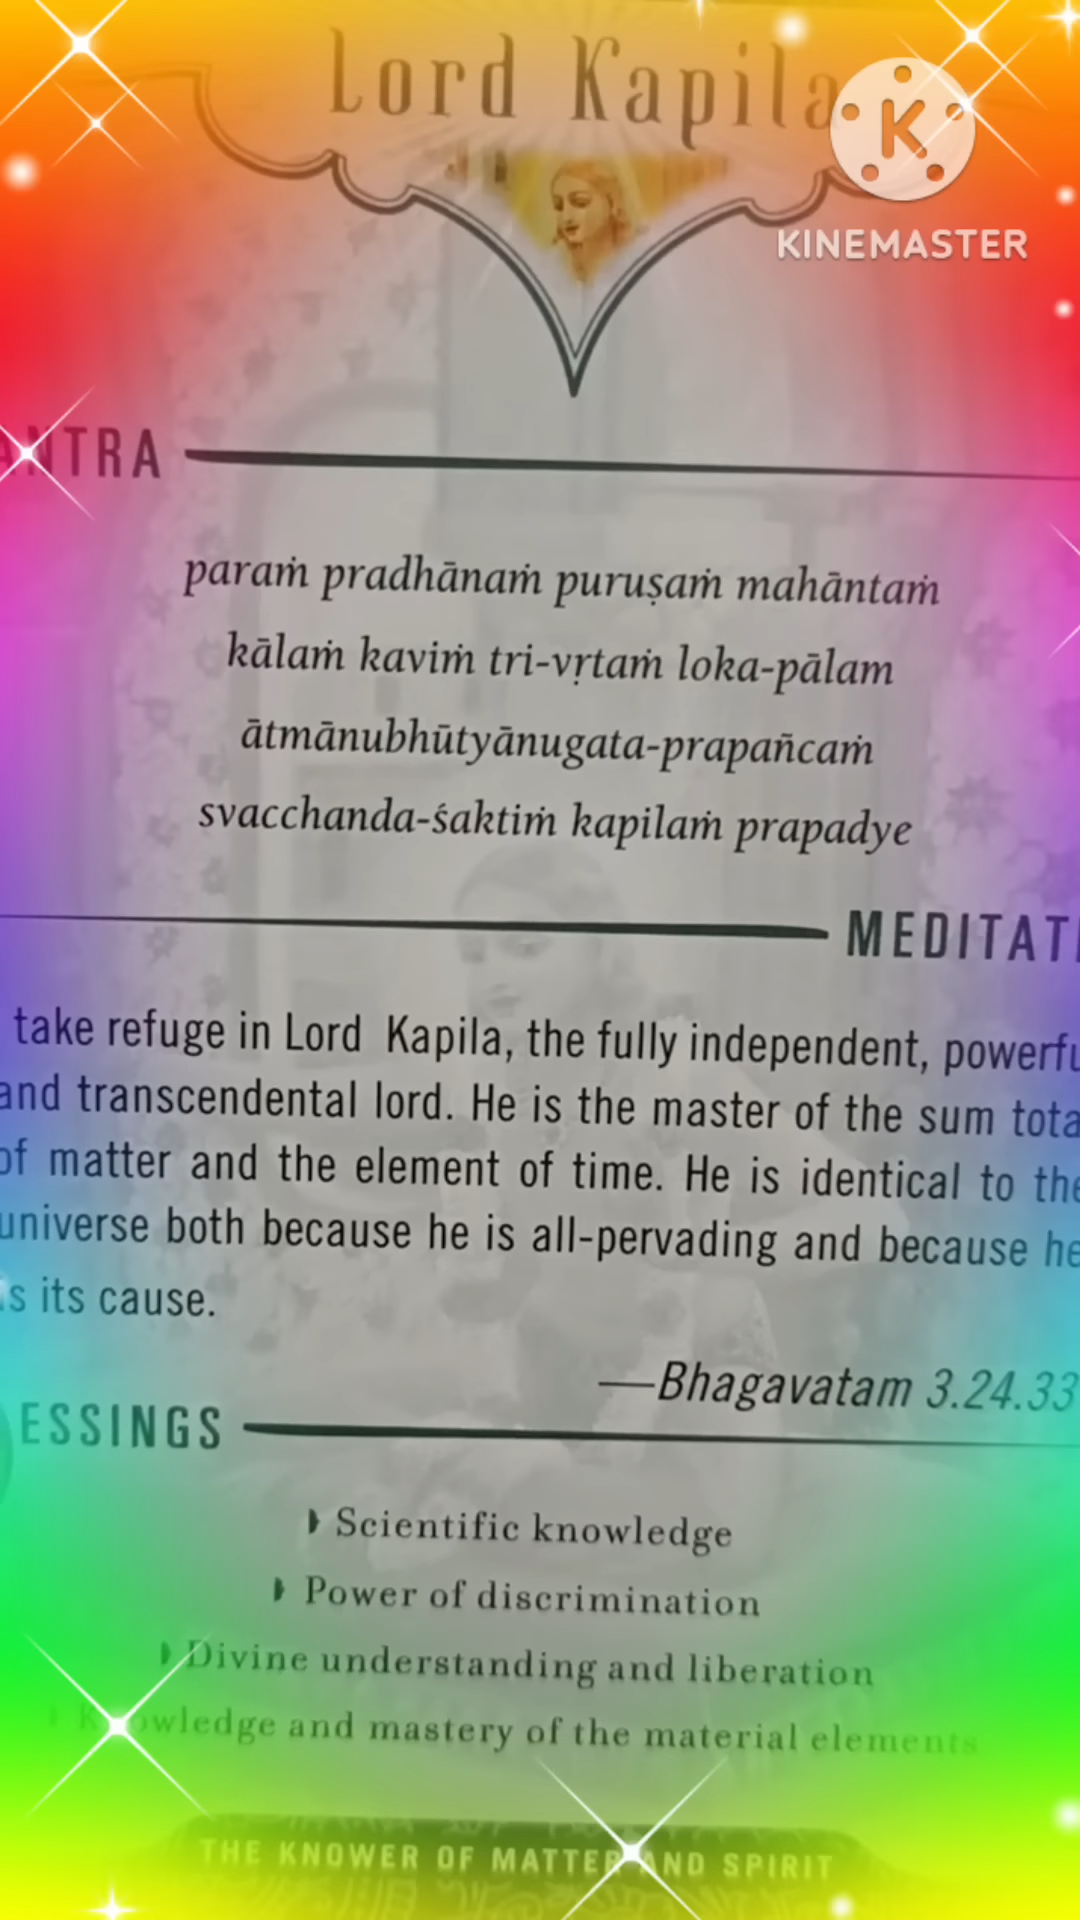 Lord Kapila
KINEMASTER
ANTRA
paraṁ pradhānaṁ puruṣaṁ mahāntaṁ
kālaṁ kaviṁ tri-vṛtaṁ loka-pālam
ātmānubhūtyānugata-prapañcaṁ
svacchanda-śaktiṁ kapilaṁ prapadye
MEDITATI
take refuge in Lord Kapila, the fully independent, powerfu
and transcendental lord. He is the master of the sum tota
of matter and the element of time. He is identical to the
universe both because he is all-pervading and because he
is its cause.
—Bhagavatam 3.24.33
ESSINGS
Scientific knowledge
Power of discrimination
Divine understanding and liberation
Knowledge and mastery of the material elements
THE KNOWER OF MATTER AND SPIRIT